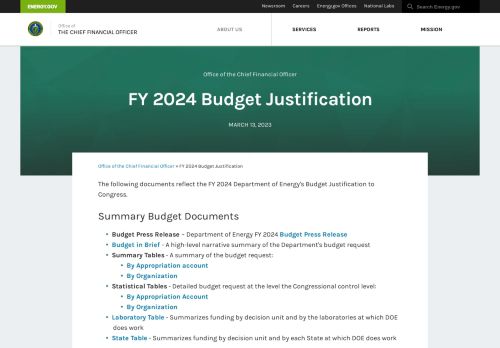 ENERGY.GOV
Newsroom Careers Energy.gov Offices National Labs Search Energy.gov
Office of
THE CHIEF FINANCIAL OFFICER
ABOUT US SERVICES REPORTS MISSION
Office of the Chief Financial Officer
FY 2024 Budget Justification
MARCH 13, 2023
Office of the Chief Financial Officer » FY 2024 Budget Justification
The following documents reflect the FY 2024 Department of Energy's Budget Justification to
Congress.
Summary Budget Documents
• Budget Press Release - Department of Energy FY 2024 Budget Press Release
• Budget in Brief - A high-level narrative summary of the Department's budget request
• Summary Tables - A summary of the budget request:
• By Appropriation account
• By Organization
• Statistical Tables - Detailed budget request at the level the Congressional control level:
• By Appropriation Account
• By Organization
• Laboratory Table - Summarizes funding by decision unit and by the laboratories at which DOE
does work
• State Table - Summarizes funding by decision unit and by each State at which DOE does work